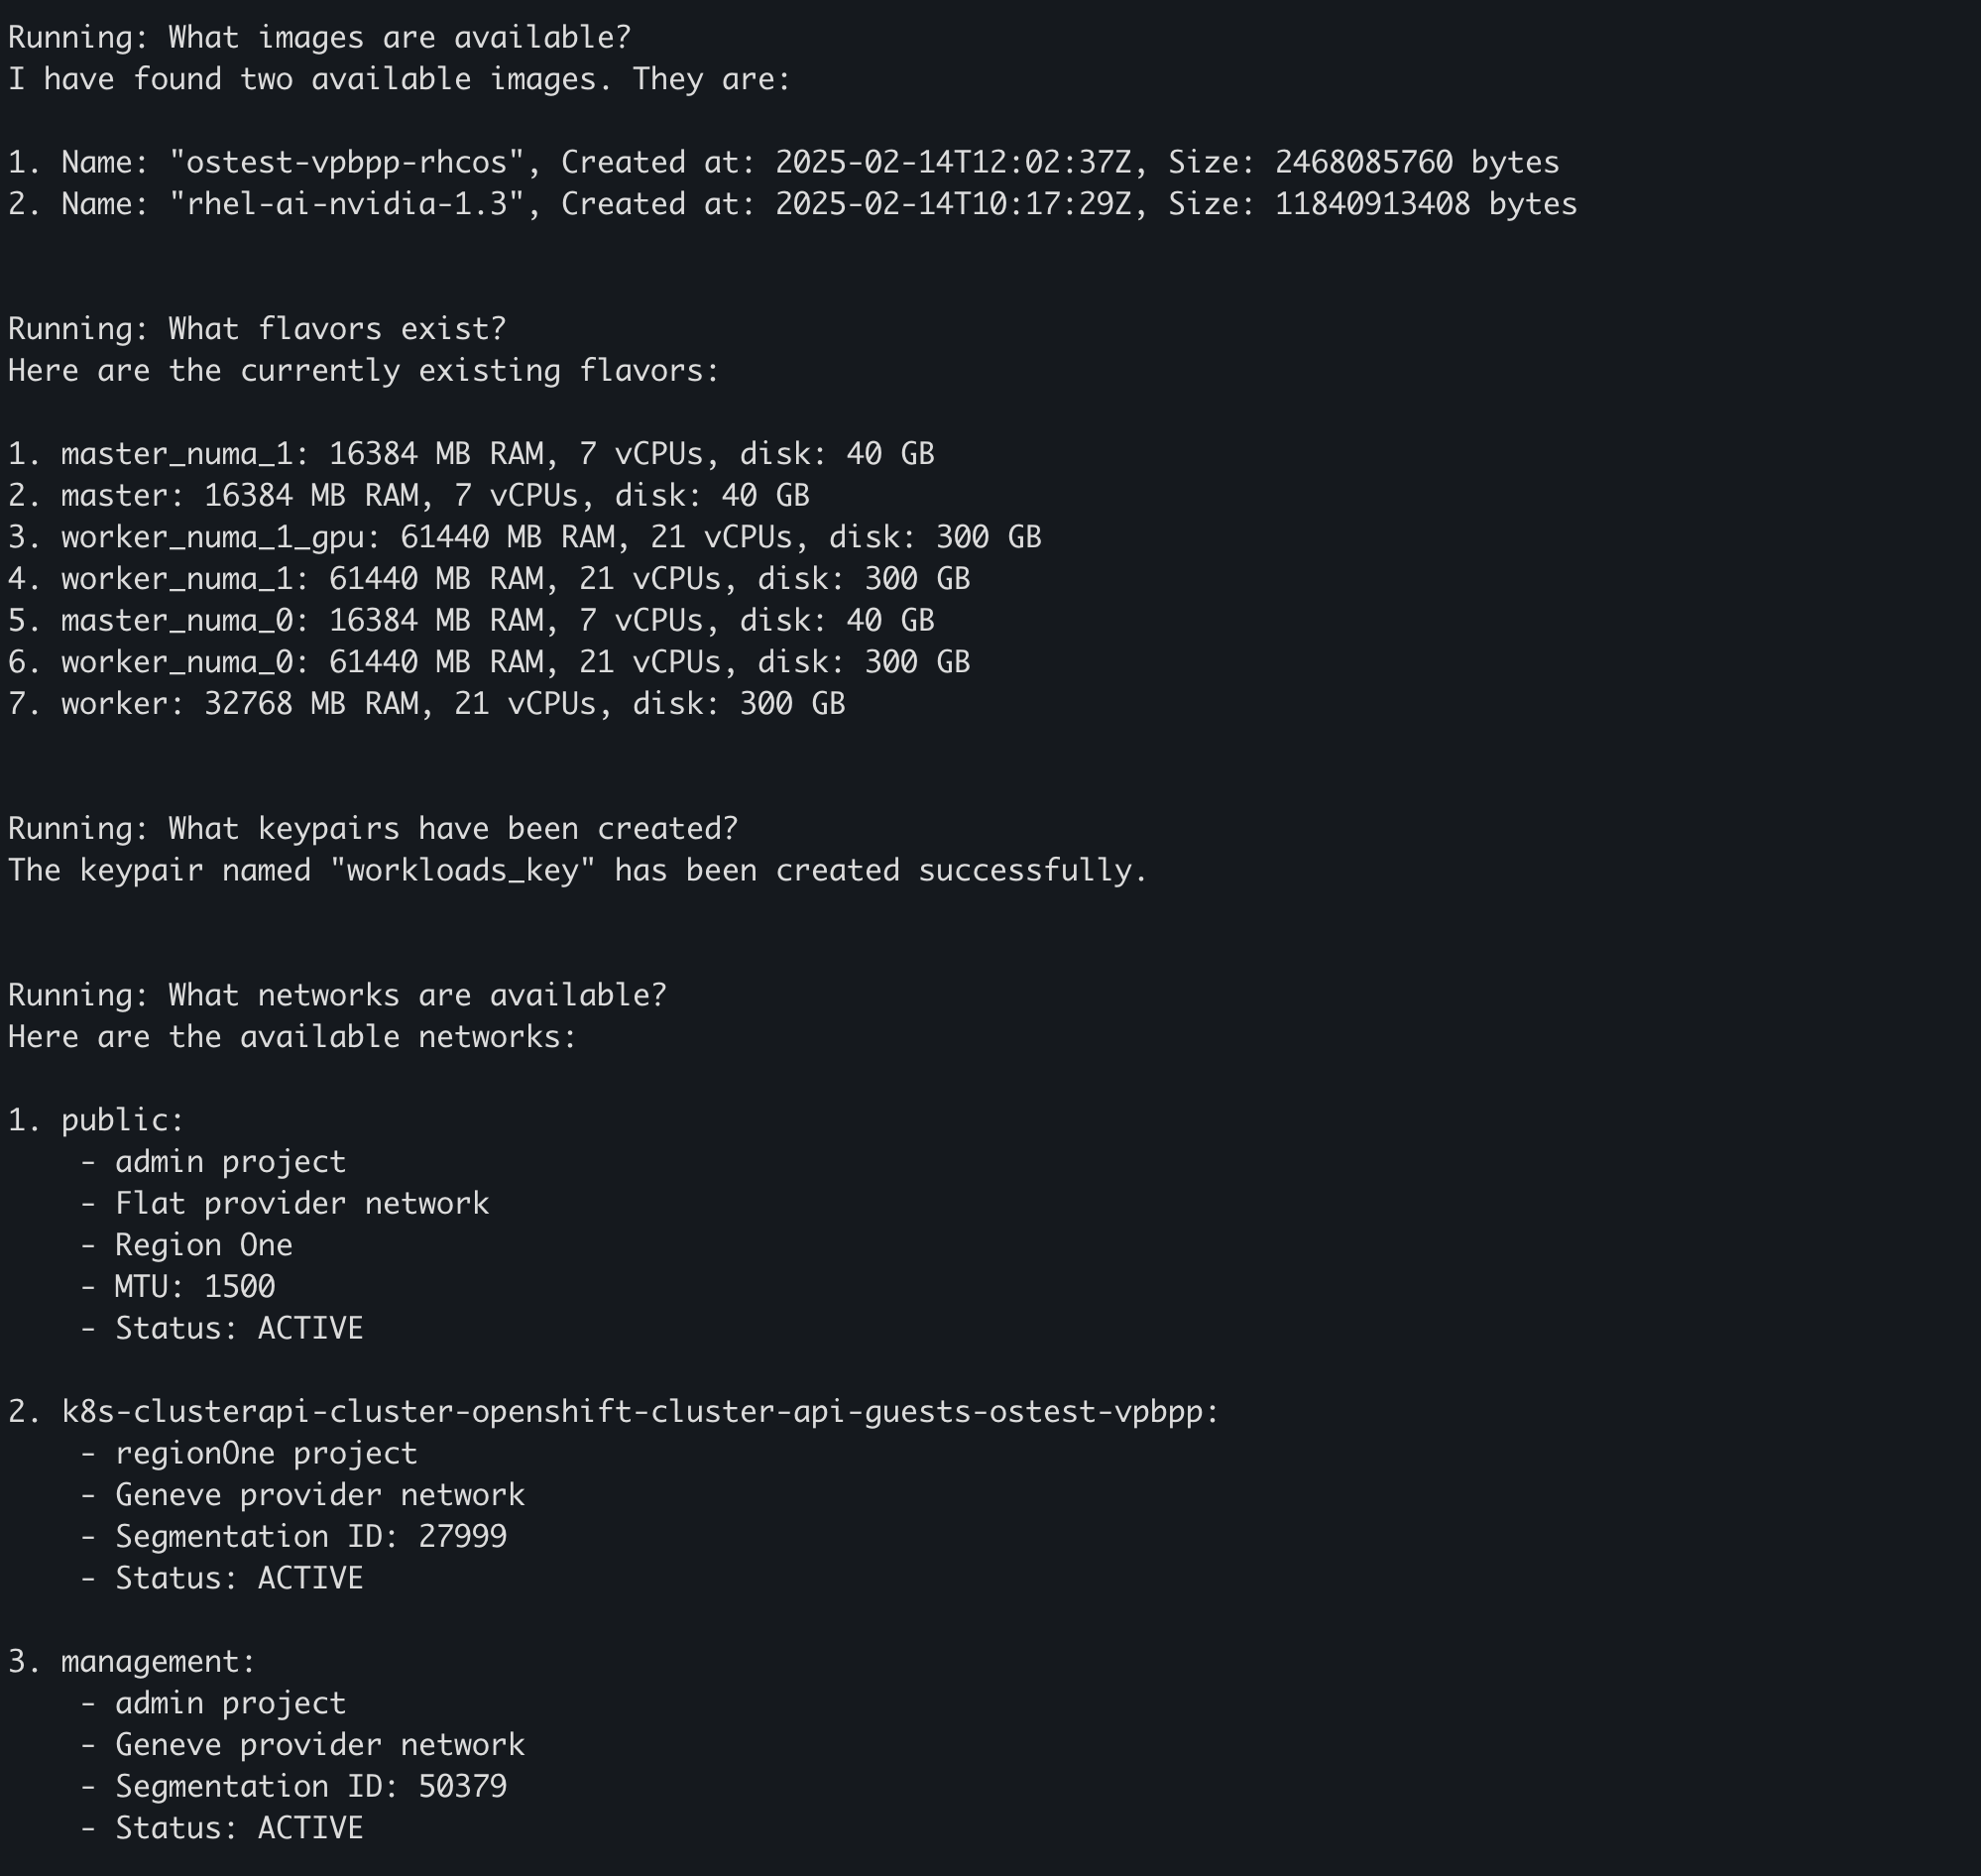 Running: What images are available?
I have found two available images. They are:
1. Name: "ostest-vpbpp-rhcos", Created at: 2025-02-14T12:02:37Z, Size: 2468085760 bytes
2. Name: "rhel-ai-nvidia-1.3", Created at: 2025-02-14T10:17:29Z, Size: 11840913408 bytes
Running: What flavors exist?
Here are the currently existing flavors:
1. master_numa_1: 16384 MB RAM, 7 vCPUs, disk: 40 GB
2. master: 16384 MB RAM, 7 vCPUs, disk: 40 GB
3. worker_numa_1_gpu: 61440 MB RAM, 21 vCPUs, disk: 300 GB
4. worker_numa_1: 61440 MB RAM, 21 vCPUs, disk: 300 GB
5. master_numa_0: 16384 MB RAM, 7 vCPUs, disk: 40 GB
6. worker_numa_0: 61440 MB RAM, 21 vCPUs, disk: 300 GB
7. worker: 32768 MB RAM, 21 vCPUs, disk: 300 GB
Running: What keypairs have been created?
The keypair named "workloads_key" has been created successfully.
Running: What networks are available?
Here are the available networks:
1. public:
- admin project
- Flat provider network
- Region One
- MTU: 1500
- Status: ACTIVE
2. k8s-clusterapi-cluster-openshift-cluster-api-guests-ostest-vpbpp:
- regionOne project
- Geneve provider network
- Segmentation ID: 27999
- Status: ACTIVE
3. management:
- admin project
- Geneve provider network
- Segmentation ID: 50379
- Status: ACTIVE